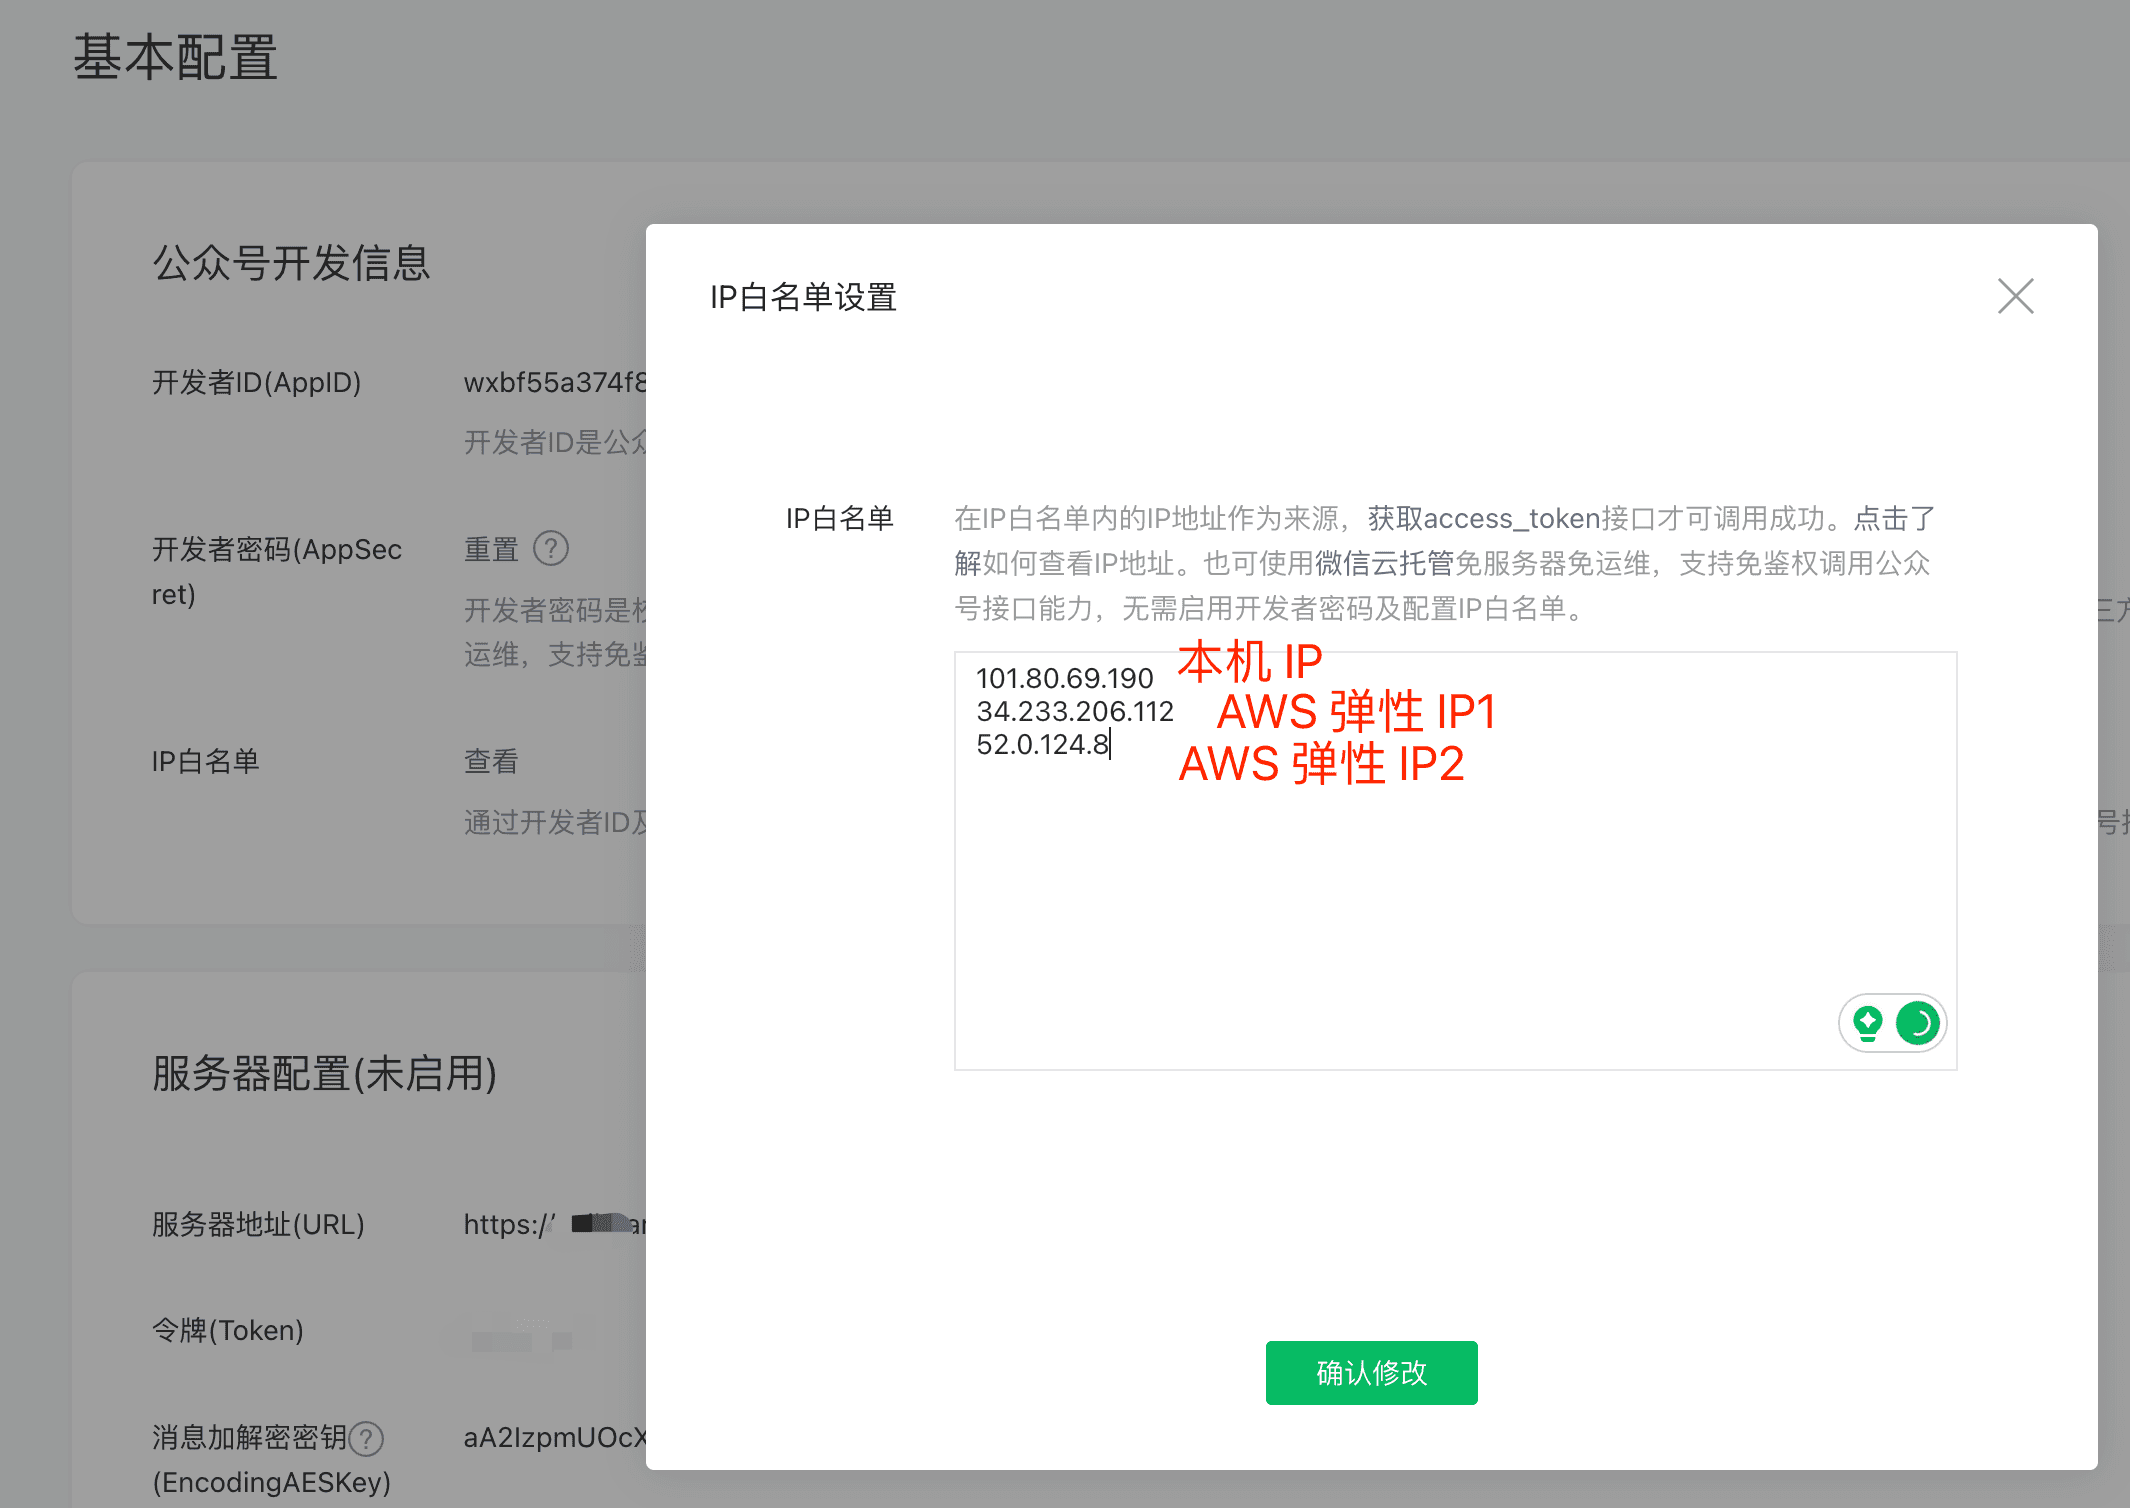 基本配置
公众号开发信息
开发者ID(AppID)
wxbf55a374f8
开发者ID是公众
开发者密码(AppSec
ret)
重置 ?
开发者密码是校
运维，支持免鉴
IP白名单
查看
通过开发者ID及
服务器配置(未启用)
服务器地址(URL)
https://
令牌(Token)
消息加解密密钥 ?
(EncodingAESKey)
aA2IzpmUOcX
IP白名单设置
IP白名单
在IP白名单内的IP地址作为来源，获取access_token接口才可调用成功。点击了
解如何查看IP地址。也可使用微信云托管免服务器免运维，支持免鉴权调用公众
号接口能力，无需启用开发者密码及配置IP白名单。
101.80.69.190 本机 IP
34.233.206.112 AWS 弹性 IP1
52.0.124.8 AWS 弹性 IP2
确认修改
三方
号接